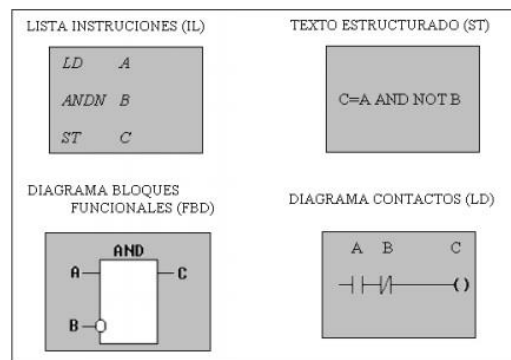 LISTA INSTRUCIONES (IL)
LD A
ANDN B
ST C
TEXTO ESTRUCTURADO (ST)
C=A AND NOT B
DIAGRAMA BLOQUES
FUNCIONALES (FBD)
AND
A C
B
DIAGRAMA CONTACTOS (LD)
A B C